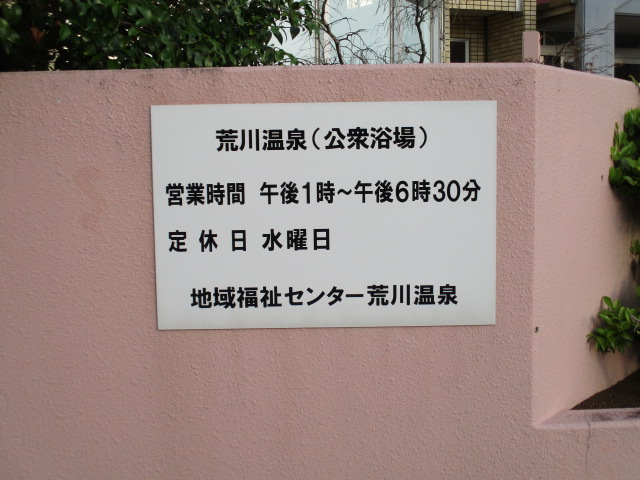 荒川温泉(公衆浴場)
営業時間 午後1時~午後6時30分
定休日 水曜日
地域福祉センター荒川温泉